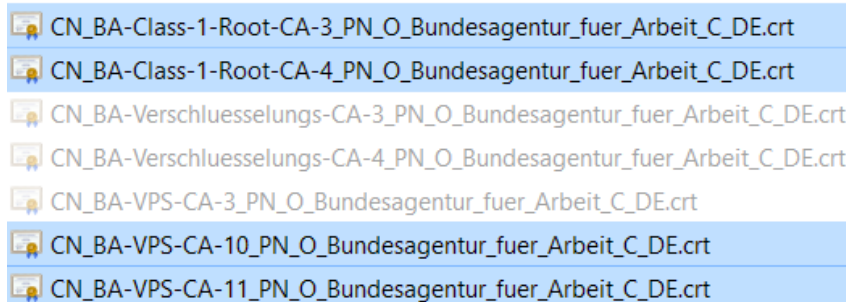 CN_BA-Class-1-Root-CA-3_PN_O_Bundesagentur_fuer_Arbeit_C_DE.crt
CN_BA-Class-1-Root-CA-4_PN_O_Bundesagentur_fuer_Arbeit_C_DE.crt
CN_BA-Verschluesselungs-CA-3_PN_O_Bundesagentur_fuer_Arbeit_C_DE.crt
CN_BA-Verschluesselungs-CA-4_PN_O_Bundesagentur_fuer_Arbeit_C_DE.crt
CN_BA-VPS-CA-3_PN_O_Bundesagentur_fuer_Arbeit_C_DE.crt
CN_BA-VPS-CA-10_PN_O_Bundesagentur_fuer_Arbeit_C_DE.crt
CN_BA-VPS-CA-11_PN_O_Bundesagentur_fuer_Arbeit_C_DE.crt